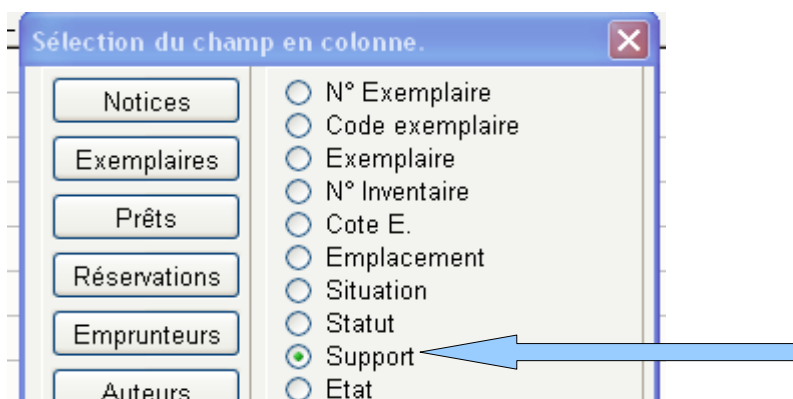 Sélection du champ en colonne.
Notices
Exemplaires
Prêts
Réservations
Emprunteurs
Auteurs
N° Exemplaire
Code exemplaire
Exemplaire
N° Inventaire
Cote E.
Emplacement
Situation
Statut
Support
Etat